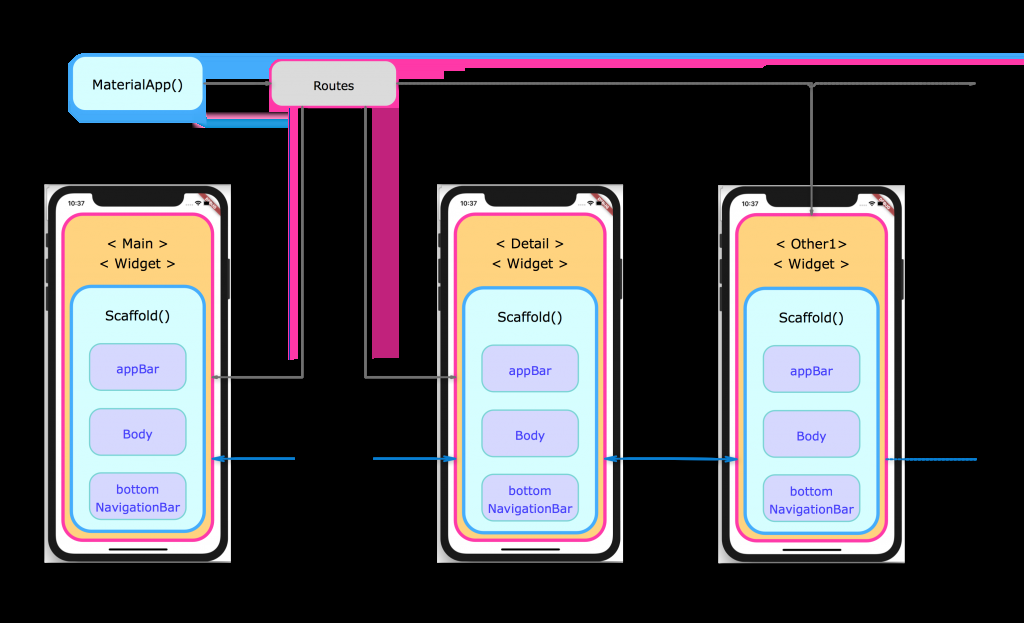 MaterialApp()
Routes
10:37
< Main >
< Widget >
Scaffold()
appBar
Body
bottom
NavigationBar
10:37
< Detail >
< Widget >
Scaffold()
appBar
Body
bottom
NavigationBar
10:37
< Other1>
< Widget >
Scaffold()
appBar
Body
bottom
NavigationBar